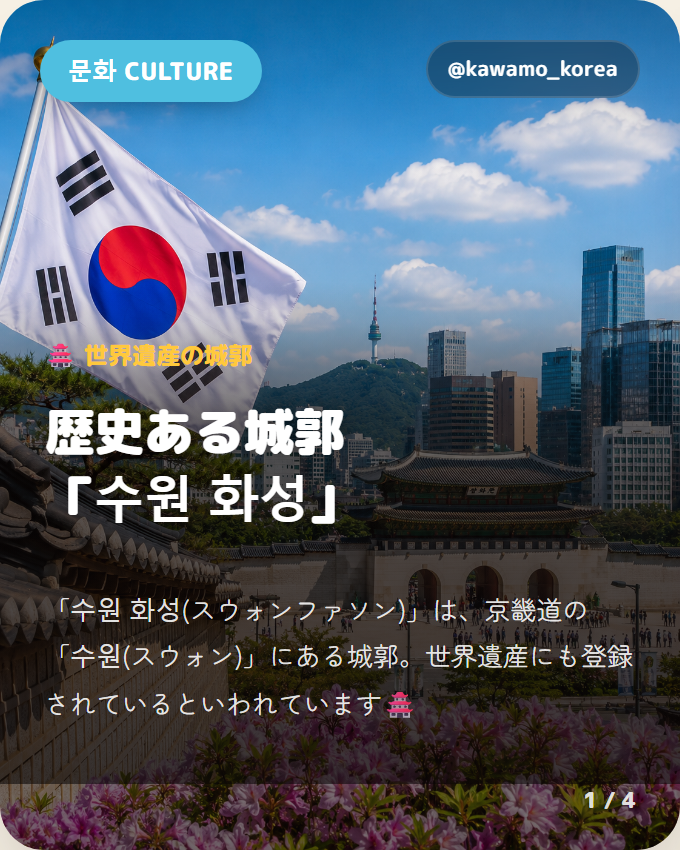 문화 CULTURE
@kawamo_korea
🏯 世界遺産の城郭
歴史ある城郭
「수원 화성」
「수원 화성(スウォンファソン)」は、京畿道の
「수원(スウォン)」にある城郭。世界遺産にも登録
されているといわれています🏯
1 / 4